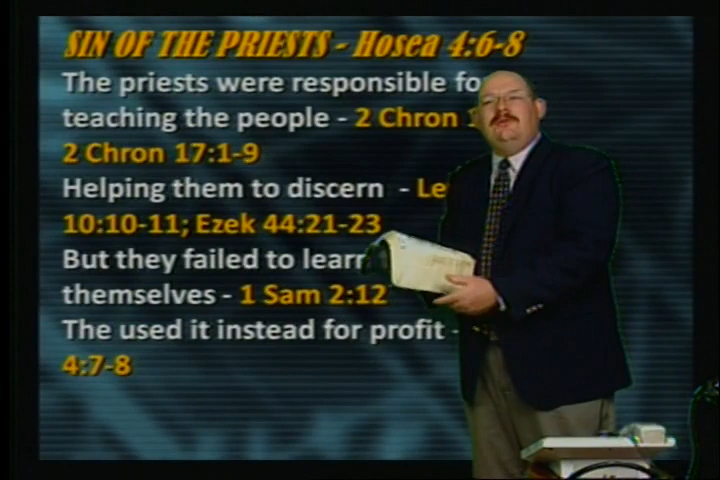 SIN OF THE PRIESTS - Hosea 4:6-8
The priests were responsible
teaching the people - 2 Chron
2 Chron 17:1-9
Helping them to discern -
10:10-11; Ezek 44:21-23
But they failed to learn
themselves - 1 Sam 2:12
The used it instead for profit -
4:7-8